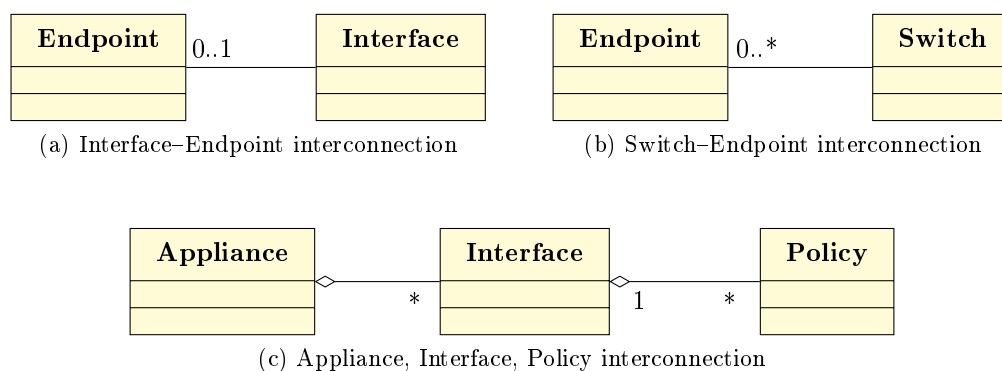 Endpoint 0..1 Interface
Endpoint 0..* Switch
(a) Interface–Endpoint interconnection
(b) Switch–Endpoint interconnection
Appliance * Interface 1 * Policy
(c) Appliance, Interface, Policy interconnection